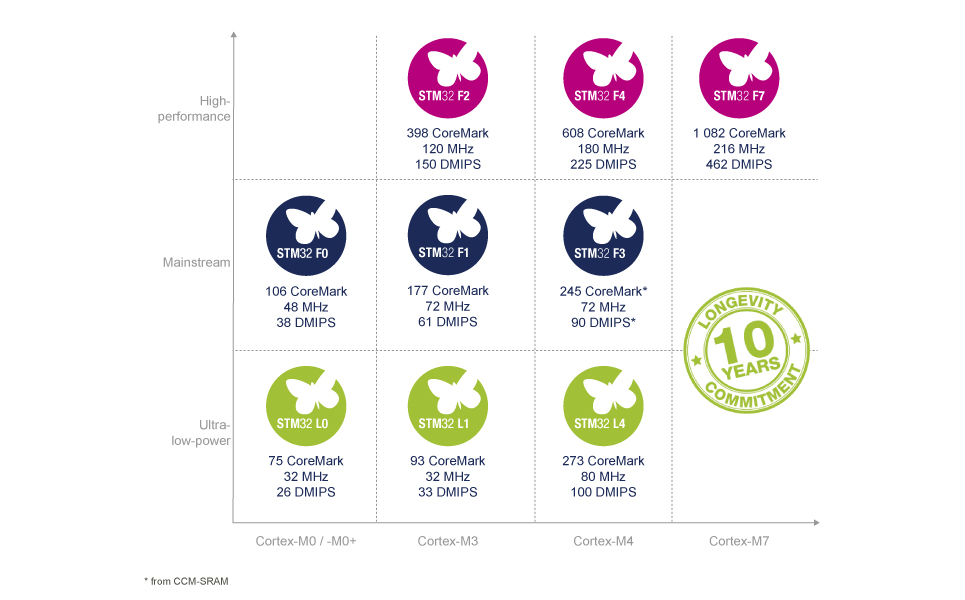 High-
performance
STM32 F2
398 CoreMark
120 MHz
150 DMIPS
STM32 F4
608 CoreMark
180 MHz
225 DMIPS
STM32 F7
1 082 CoreMark
216 MHz
462 DMIPS
Mainstream
STM32 F0
106 CoreMark
48 MHz
38 DMIPS
STM32 F1
177 CoreMark
72 MHz
61 DMIPS
STM32 F3
245 CoreMark*
72 MHz
90 DMIPS*
LONGEVITY
10
YEARS
COMMITMENT
Ultra-
low-power
STM32 L0
75 CoreMark
32 MHz
26 DMIPS
STM32 L1
93 CoreMark
32 MHz
33 DMIPS
STM32 L4
273 CoreMark
80 MHz
100 DMIPS
Cortex-M0 / -M0+
Cortex-M3
Cortex-M4
Cortex-M7
* from CCM-SRAM